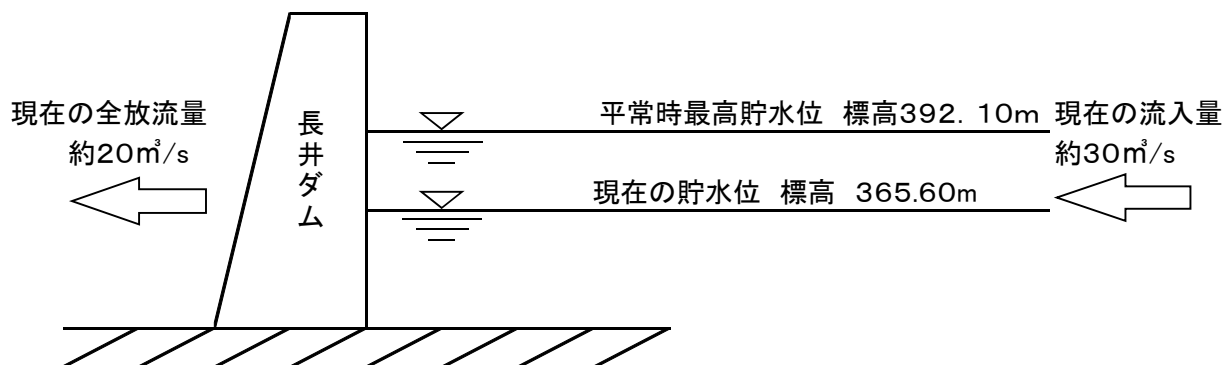 平常時最高貯水位 標高392．10m
現在の流入量
約30㎥/s
現在の全放流量
約20㎥/s
長井ダム
現在の貯水位 標高 365.60m